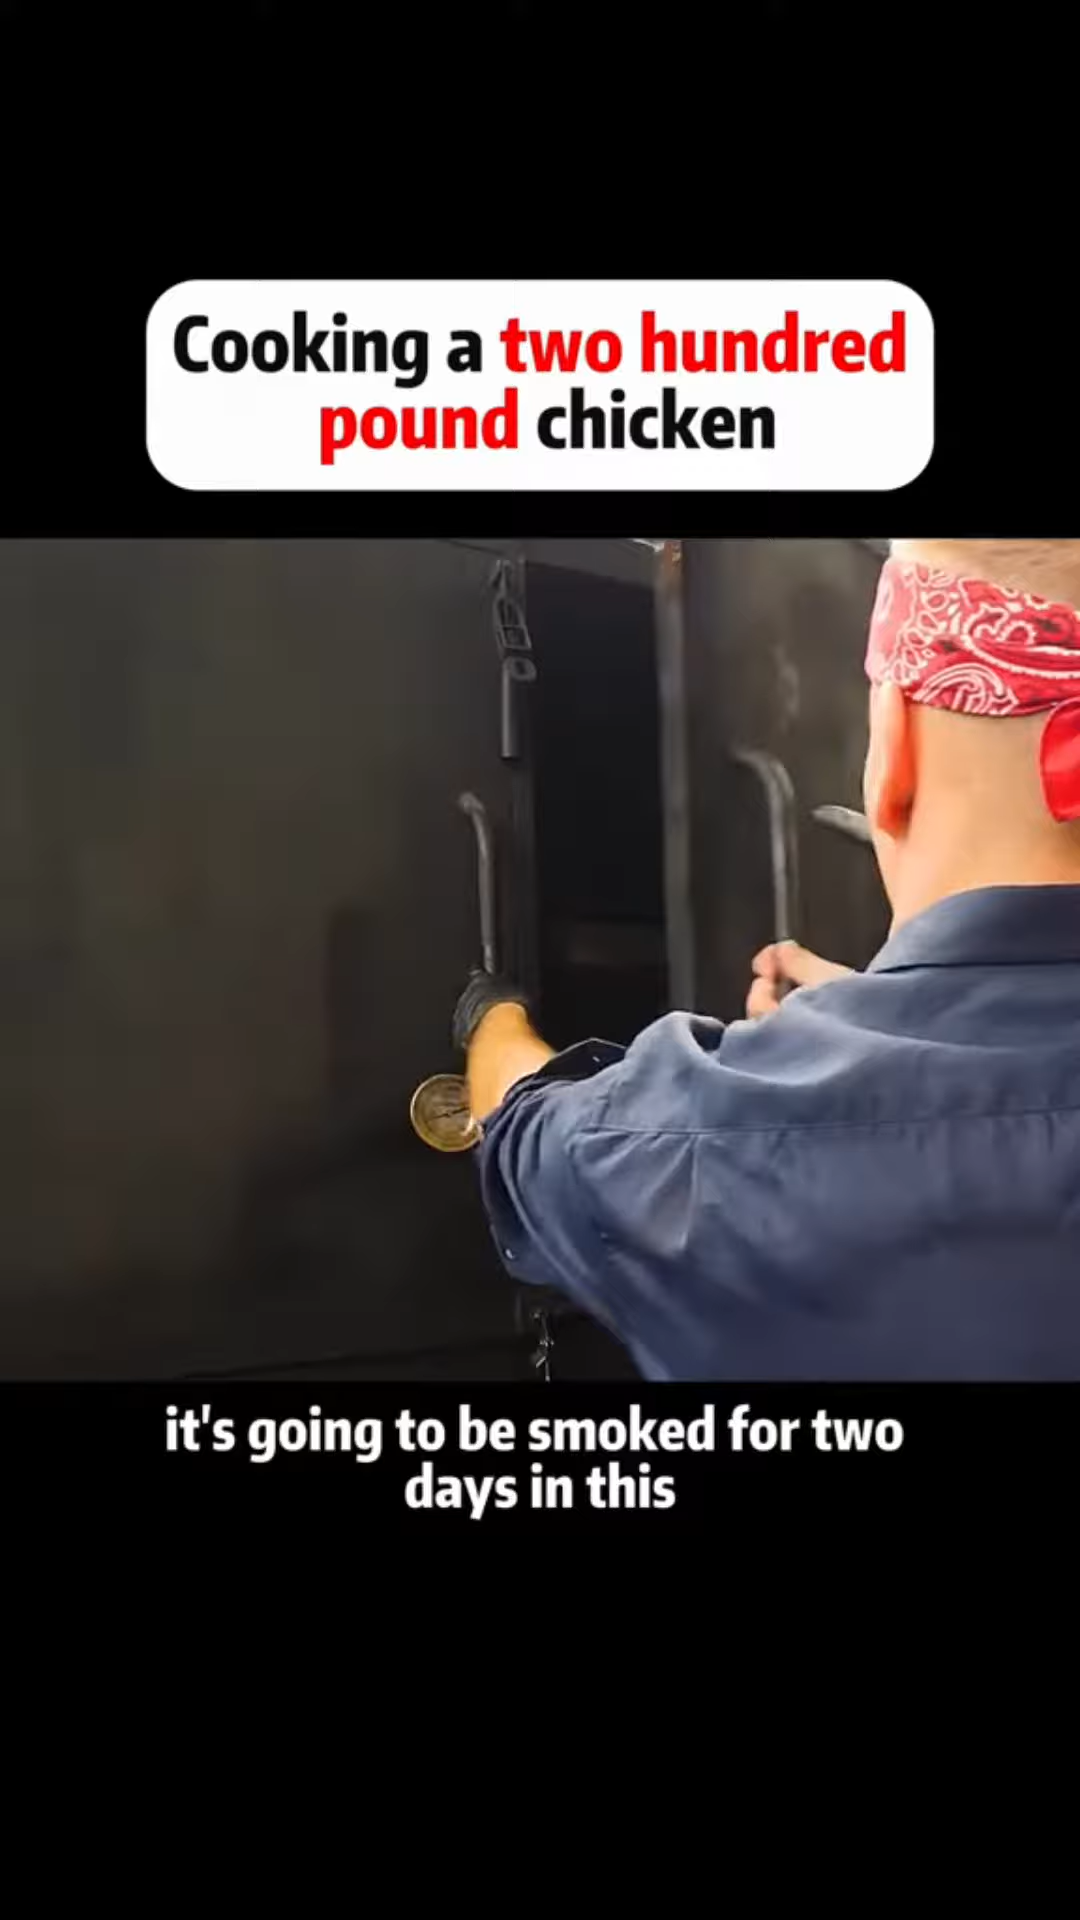 Cooking a two hundred
pound chicken
it's going to be smoked for two
days in this